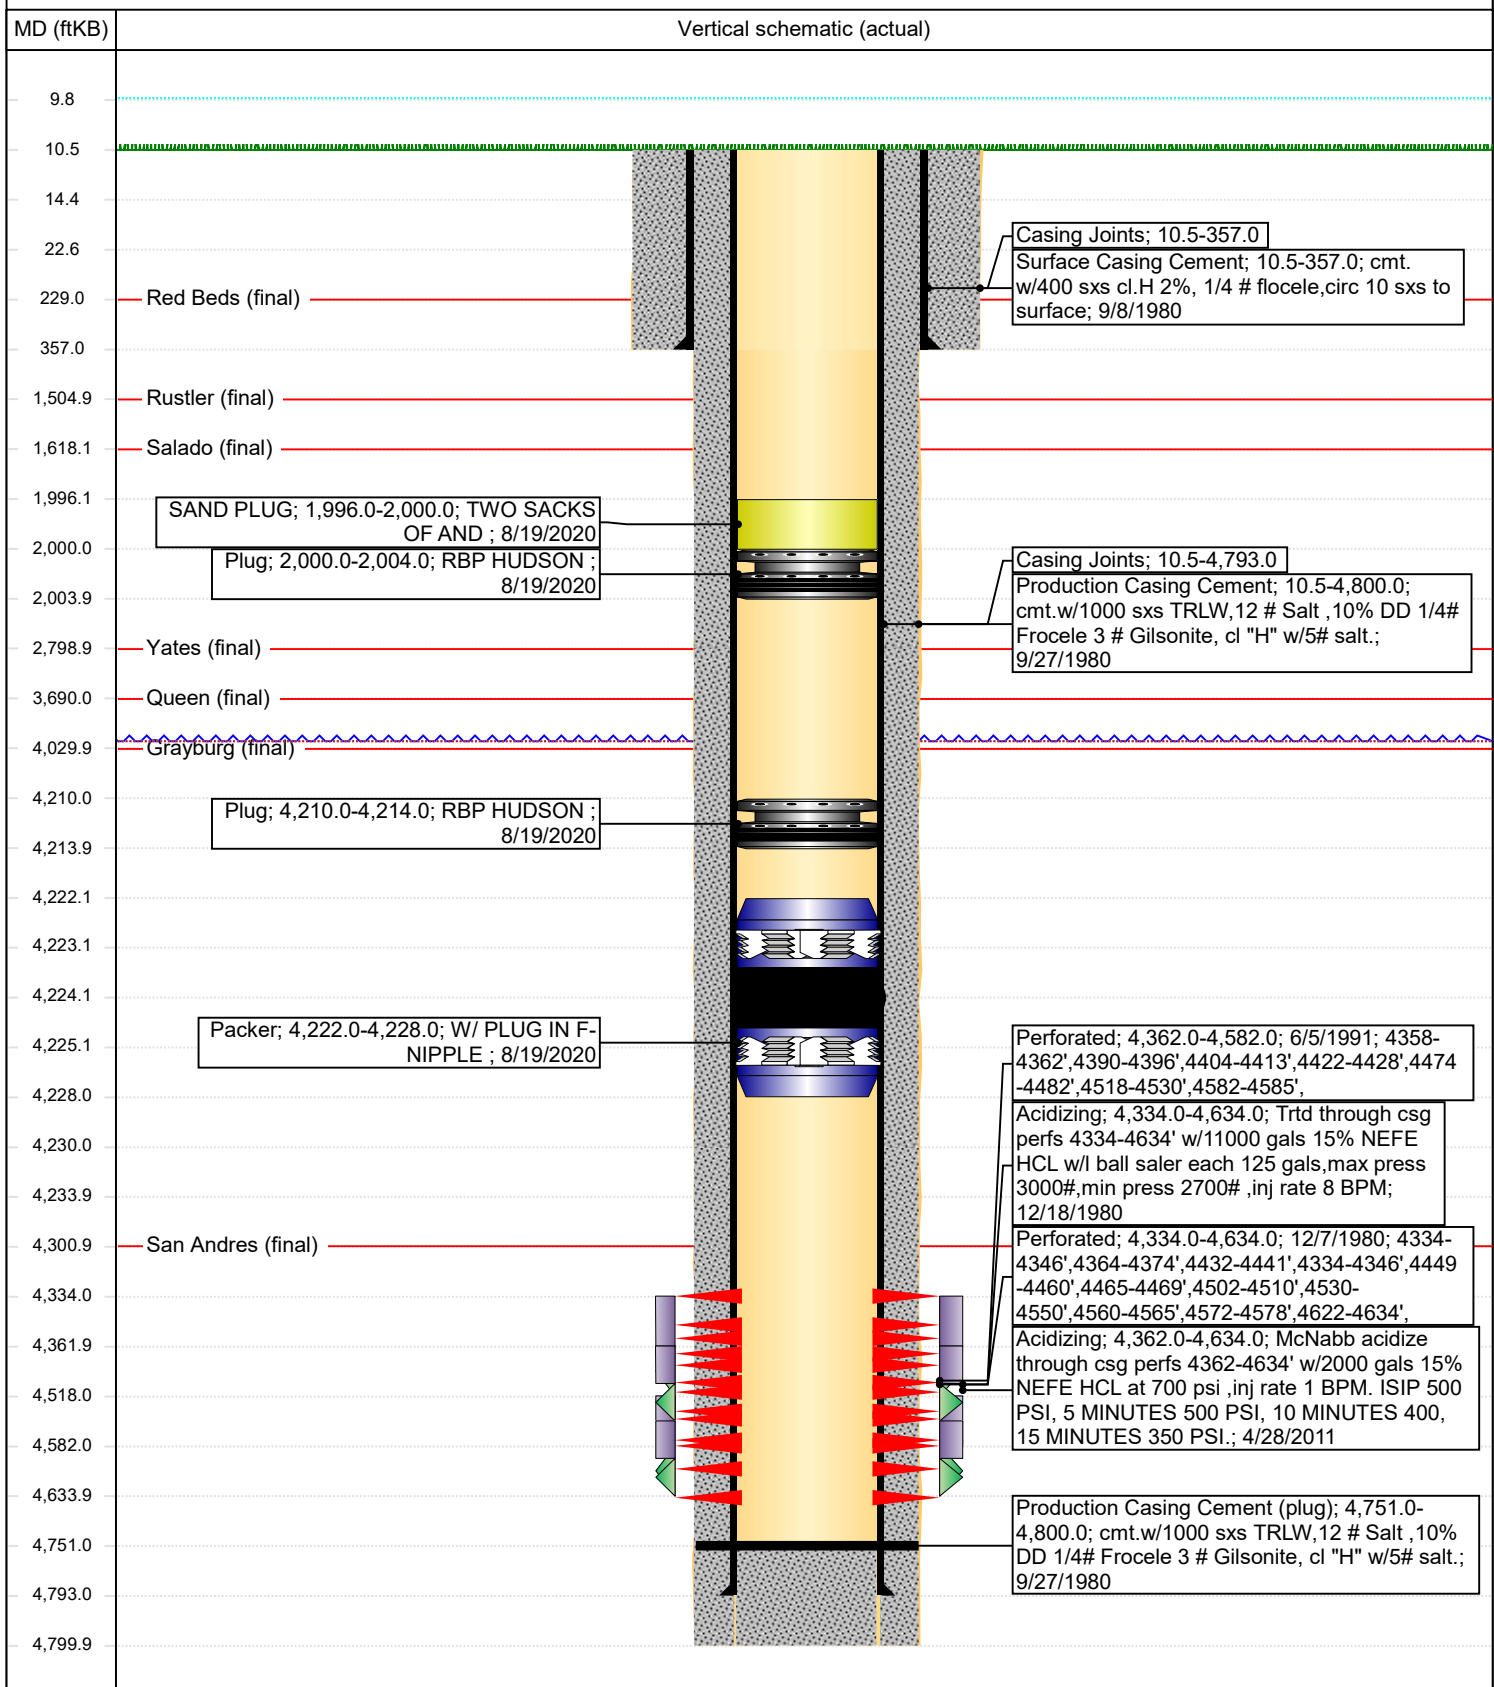 MD (ftKB)
Vertical schematic (actual)
9.8
10.5
14.4
22.6
229.0
357.0
1,504.9
1,618.1
1,996.1
2,000.0
2,003.9
2,798.9
3,690.0
4,029.9
4,210.0
4,213.9
4,222.1
4,223.1
4,224.1
4,225.1
4,228.0
4,230.0
4,233.9
4,300.9
4,334.0
4,361.9
4,518.0
4,582.0
4,633.9
4,751.0
4,793.0
4,799.9
Red Beds (final)
Rustler (final)
Salado (final)
SAND PLUG; 1,996.0-2,000.0; TWO SACKS
OF AND ; 8/19/2020
Plug; 2,000.0-2,004.0; RBP HUDSON ;
8/19/2020
Yates (final)
Queen (final)
Grayburg (final)
Plug; 4,210.0-4,214.0; RBP HUDSON ;
8/19/2020
Packer; 4,222.0-4,228.0; W/ PLUG IN F-
NIPPLE ; 8/19/2020
San Andres (final)
Casing Joints; 10.5-357.0
Surface Casing Cement; 10.5-357.0; cmt.
w/400 sxs cl.H 2%, 1/4 # flocele,circ 10 sxs to
surface; 9/8/1980
Casing Joints; 10.5-4,793.0
Production Casing Cement; 10.5-4,800.0;
cmt.w/1000 sxs TRLW,12 # Salt ,10% DD 1/4#
Frocele 3 # Gilsonite, cl "H" w/5# salt.;
9/27/1980
Perforated; 4,362.0-4,582.0; 6/5/1991; 4358-
4362',4390-4396',4404-4413',4422-4428',4474
-4482',4518-4530',4582-4585',
Acidizing; 4,334.0-4,634.0; Trtd through csg
perfs 4334-4634' w/11000 gals 15% NEFE
HCL w/l ball saler each 125 gals,max press
3000#,min press 2700# ,inj rate 8 BPM;
12/18/1980
Perforated; 4,334.0-4,634.0; 12/7/1980; 4334-
4346',4364-4374',4432-4441',4334-4346',4449
-4460',4465-4469',4502-4510',4530-
4550',4560-4565',4572-4578',4622-4634',
Acidizing; 4,362.0-4,634.0; McNabb acidize
through csg perfs 4362-4634' w/2000 gals 15%
NEFE HCL at 700 psi ,inj rate 1 BPM. ISIP 500
PSI, 5 MINUTES 500 PSI, 10 MINUTES 400,
15 MINUTES 350 PSI.; 4/28/2011
Production Casing Cement (plug); 4,751.0-
4,800.0; cmt.w/1000 sxs TRLW,12 # Salt ,10%
DD 1/4# Frocele 3 # Gilsonite, cl "H" w/5# salt.;
9/27/1980